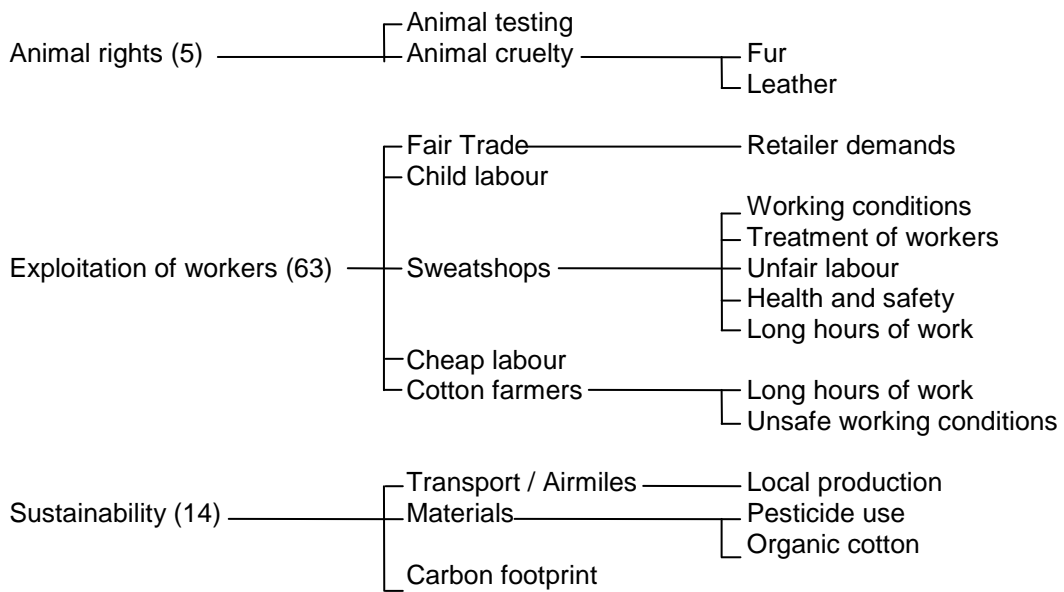 Animal testing
Animal rights (5) Animal cruelty Fur
Leather
Fair Trade Retailer demands
Child labour
Working conditions
Treatment of workers
Exploitation of workers (63) Sweatshops Unfair labour
Health and safety
Long hours of work
Cheap labour
Cotton farmers Long hours of work
Unsafe working conditions
Transport / Airmiles Local production
Sustainability (14) Materials Pesticide use
Organic cotton
Carbon footprint